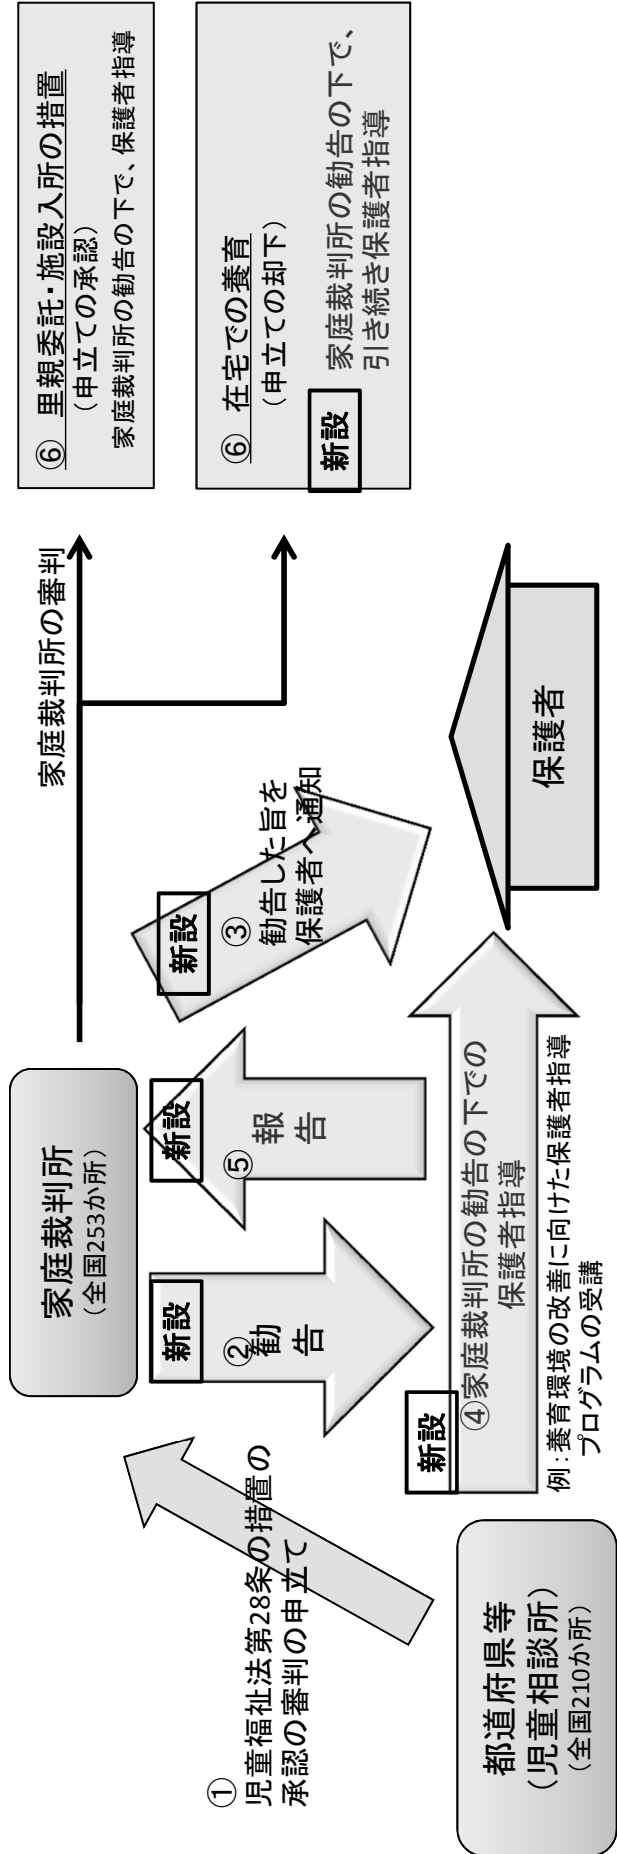 家庭裁判所
(全国253か所)
家庭裁判所の審判
①
児童福祉法第28条の措置の
承認の審判の申立て
新設
②勧
告
新設
⑤
報
告
新設
③
勧告した旨を
保護者へ通知
都道府県等
(児童相談所)
(全国210か所)
新設
④家庭裁判所の勧告の下での
保護者指導
例:養育環境の改善に向けた保護者指導
プログラムの受講
保護者
⑥ 里親委託・施設入所の措置
(申立ての承認)
家庭裁判所の勧告の下で、保護者指導
⑥ 在宅での養育
(申立ての却下)
新設
家庭裁判所の勧告の下で、
引き続き保護者指導